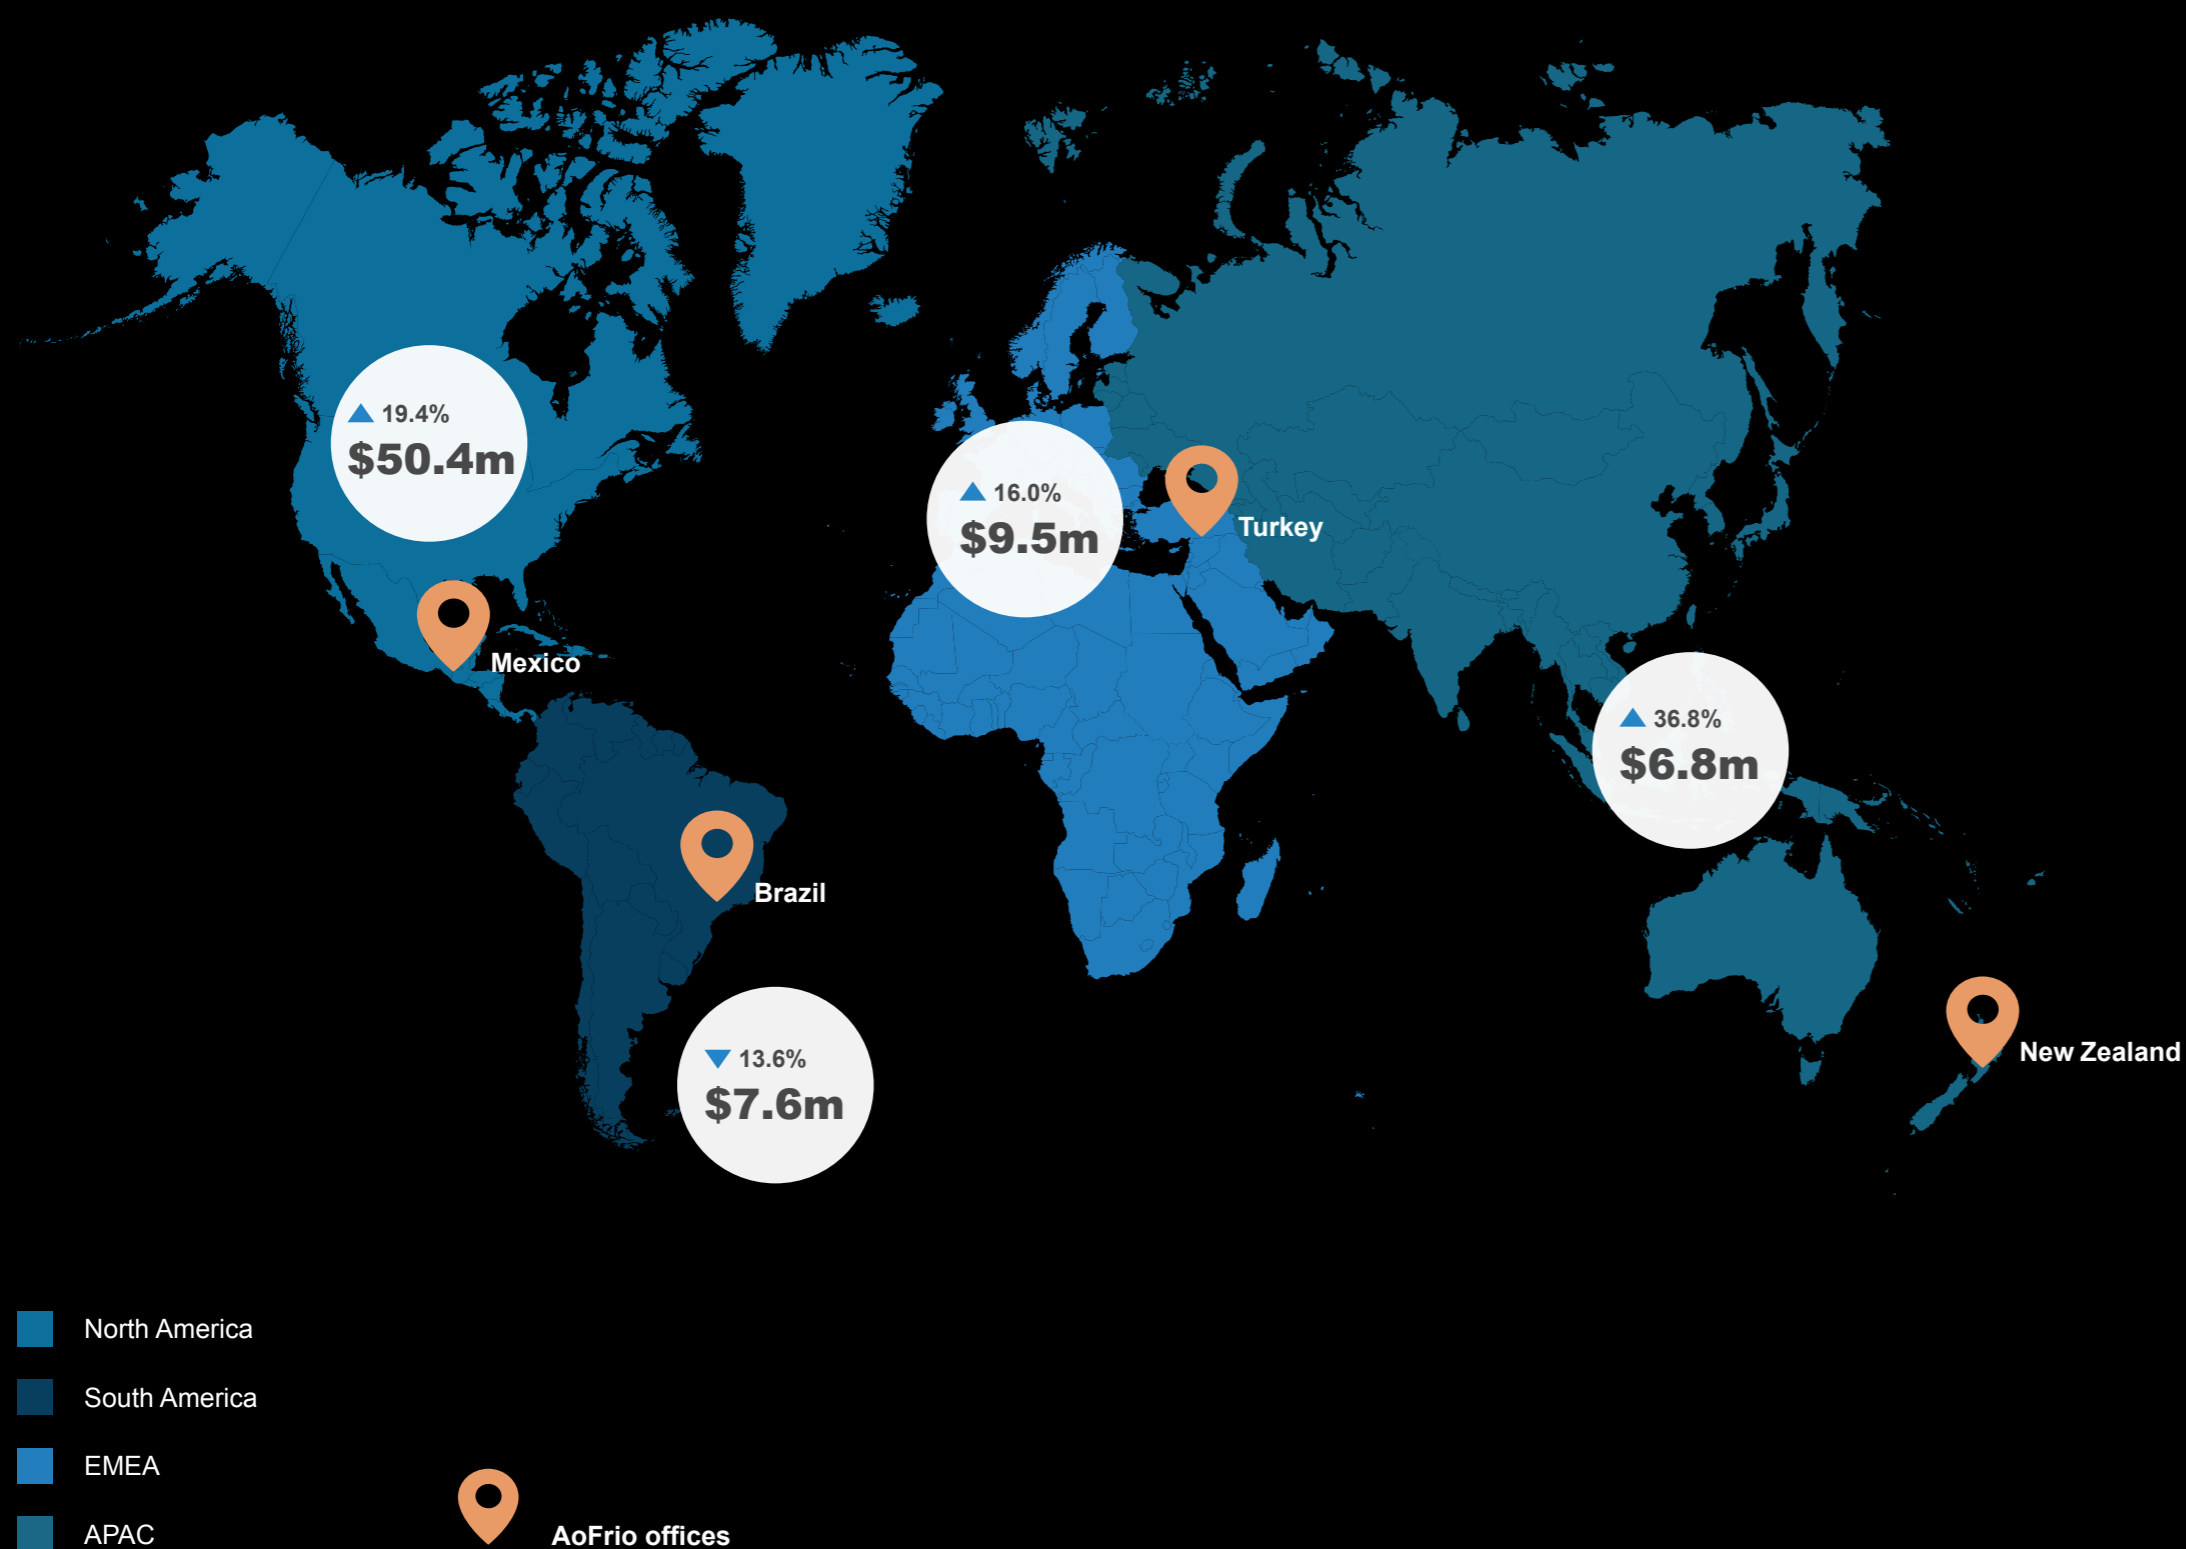 19.4%
$50.4m
16.0%
$9.5m
Turkey
Mexico
36.8%
$6.8m
Brazil
13.6%
$7.6m
New Zealand
North America
South America
EMEA
APAC
AoFrio offices